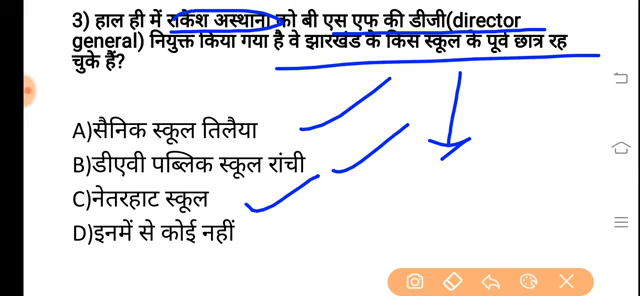 3) हाल ही में राकेश अस्थाना को बी एस एफ की डीजी(director
general) नियुक्त किया गया है वे झारखंड के किस स्कूल के पूर्व छात्र रह
चुके हैं?
A)सैनिक स्कूल तिलैया
B)डीएवी पब्लिक स्कूल रांची
C)नेतरहाट स्कूल
D)इनमें से कोई नहीं